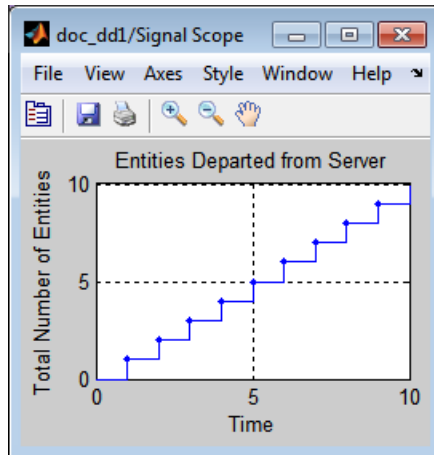 doc_dd1/Signal Scope
File View Axes Style Window Help
Entities Departed from Server
Total Number of Entities
10
5
0
0 5 10
Time